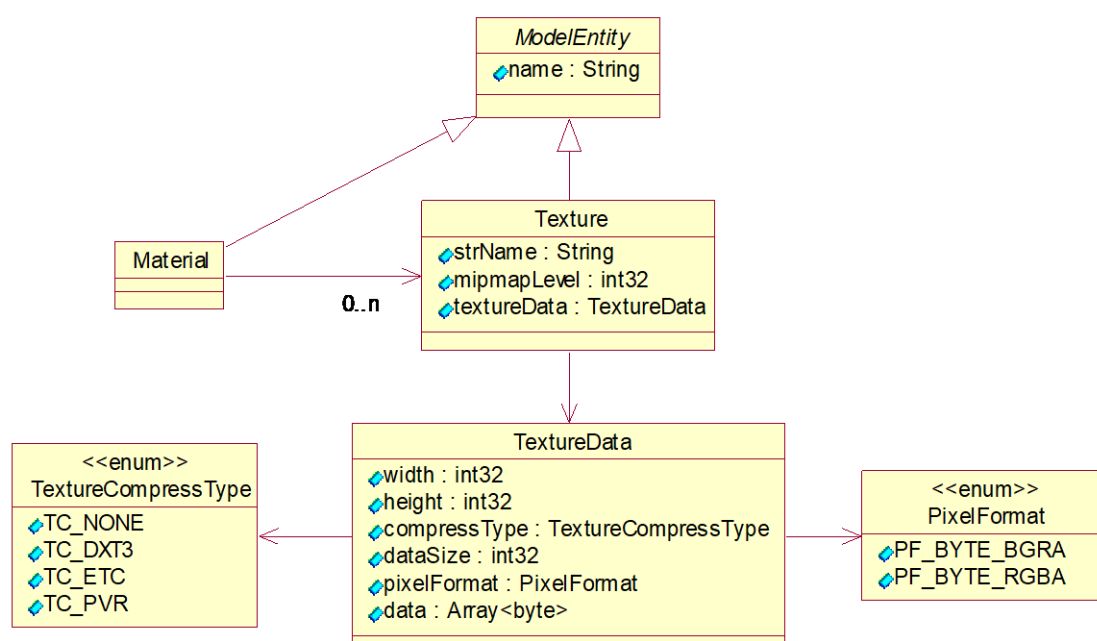 ModelEntity
name : String
Texture
strName : String
mipmapLevel : int32
textureData : TextureData
Material
0..n
TextureData
width : int32
height : int32
compressType : TextureCompressType
dataSize : int32
pixelFormat : PixelFormat
data : Array<byte>
<<enum>>
TextureCompressType
TC_NONE
TC_DXT3
TC_ETC
TC_PVR
<<enum>>
PixelFormat
PF_BYTE_BGRA
PF_BYTE_RGBA